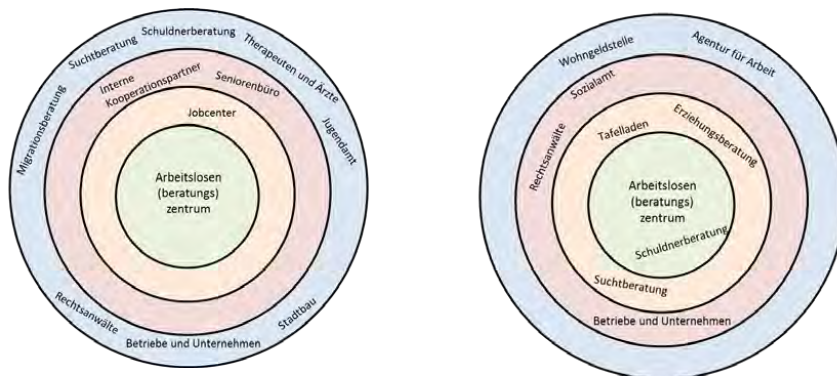 Schuldnerberatung
Suchtberatung
Therapeuten und Ärzte
Migrationsberatung
Interne
Kooperationspartner
Seniorenbüro
Jugendamt
Jobcenter
Arbeitslosen
(beratungs)
zentrum
Rechtsanwälte
Stadtbau
Betriebe und Unternehmen
Wohngeldstelle
Agentur für Arbeit
Sozialamt
Rechtsanwälte
Tafelladen
Erziehungsberatung
Arbeitslosen
(beratungs)
zentrum
Schuldnerberatung
Suchtberatung
Betriebe und Unternehmen